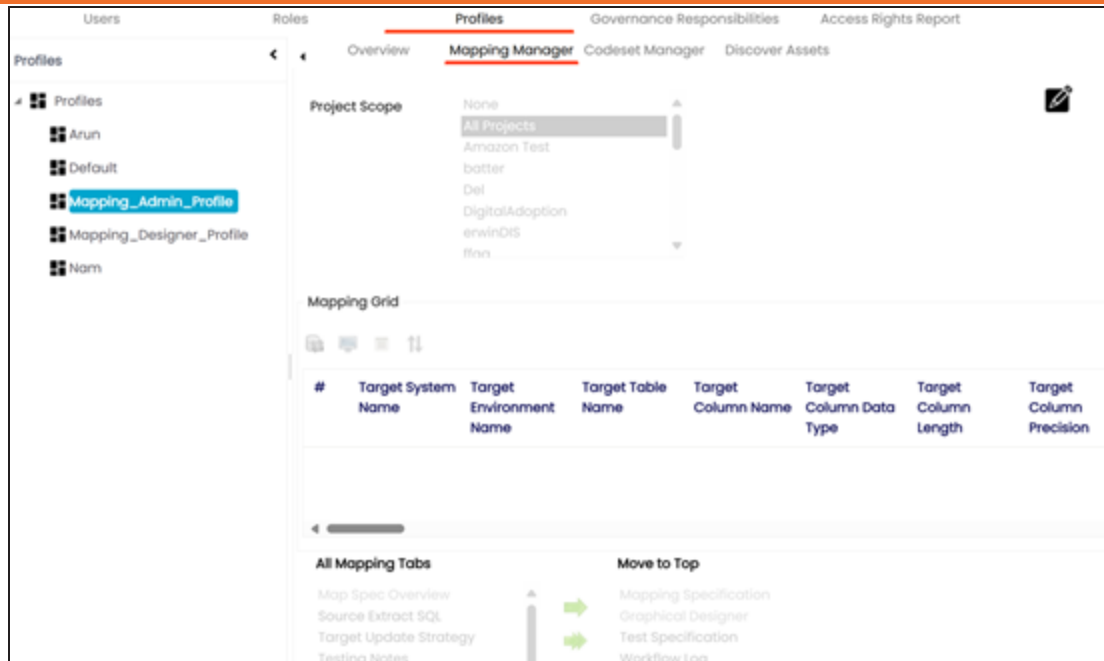 Users Roles Profiles Governance Responsibilities Access Rights Report
Profiles
Overview Mapping Manager Codeset Manager Discover Assets
Profiles
Arun
Default
Mapping_Admin_Profile
Mapping_Designer_Profile
Nam
Project Scope
None
All Projects
Amazon Test
batter
Del
DigitalAdoption
erwinDIS
Mapping Grid
# Target System Name Target Environment Name Target Table Name Target Column Name Target Column Data Type Target Column Length Target Column Precision
All Mapping Tabs
Map Spec Overview
Source Extract SQL
Target Update Strategy
Testing Notes
Move to Top
Mapping Specification
Graphical Designer
Test Specification
Workflow Log